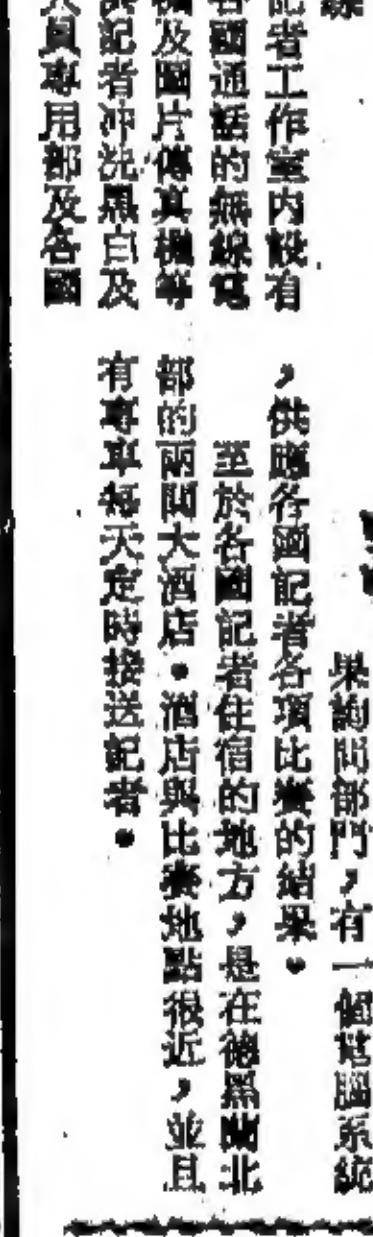 記者工作室内設有
各國通話的無線電
機及圖片傳真機等
記者冲洗黑白及
人員專用部及各國
果詢問部門，有一個電腦系統
，供應各國記者各項比賽的結果。
至於各國記者住宿的地方，是在德黑蘭北
部的兩間大酒店。酒店與比賽地點很近，並且
有專車每天定時接送記者。